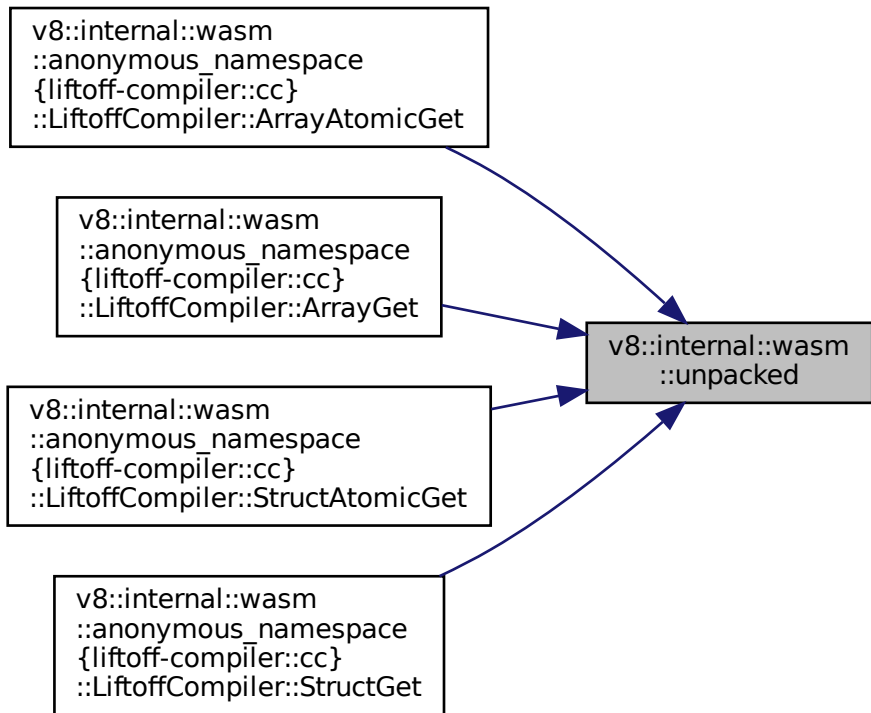 v8::internal::wasm
::anonymous_namespace
{liftoff-compiler::cc}
::LiftoffCompiler::ArrayAtomicGet
v8::internal::wasm
::anonymous_namespace
{liftoff-compiler::cc}
::LiftoffCompiler::ArrayGet
v8::internal::wasm
::unpacked
v8::internal::wasm
::anonymous_namespace
{liftoff-compiler::cc}
::LiftoffCompiler::StructAtomicGet
v8::internal::wasm
::anonymous_namespace
{liftoff-compiler::cc}
::LiftoffCompiler::StructGet